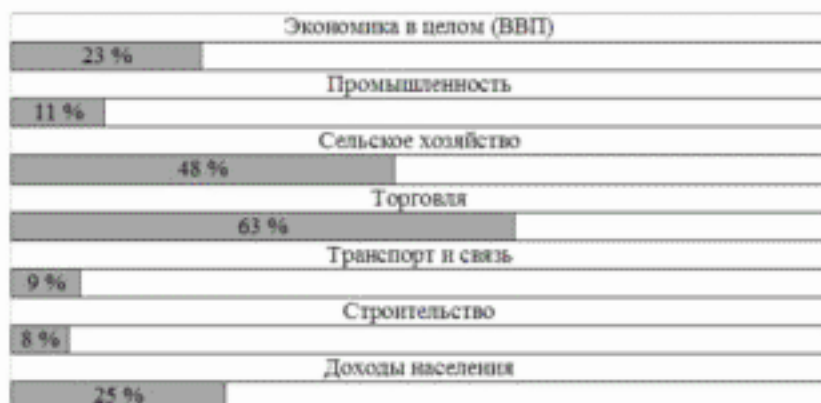 Экономика в целом (ВВП)
23 %
Промышленность
11 %
Сельское хозяйство
48 %
Торговля
63 %
Транспорт и связь
9 %
Строительство
8 %
Доходы населения
25 %